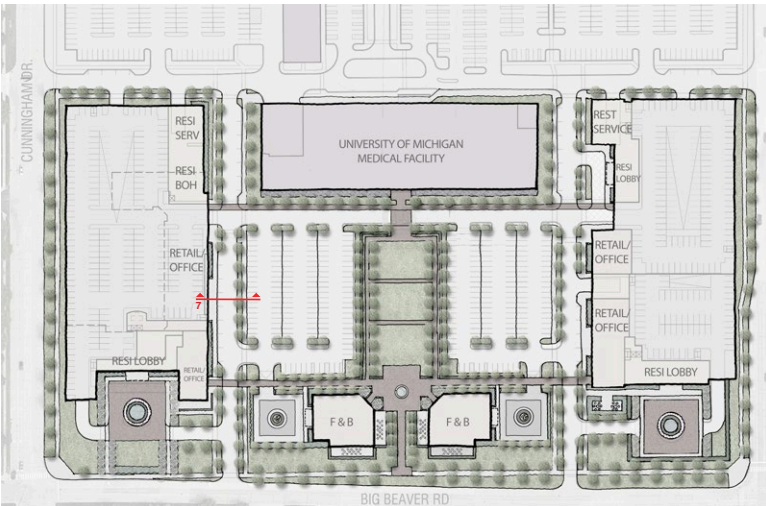 CUNNINGHAM DR.
RESI
SERV
RESI
BOH
RETAIL/
OFFICE
7
RESI LOBBY
RETAIL/
OFFICE
UNIVERSITY OF MICHIGAN
MEDICAL FACILITY
F & B
F & B
REST
SERVICE
RESI
LOBBY
RETAIL/
OFFICE
RETAIL/
OFFICE
RESI LOBBY
BIG BEAVER RD